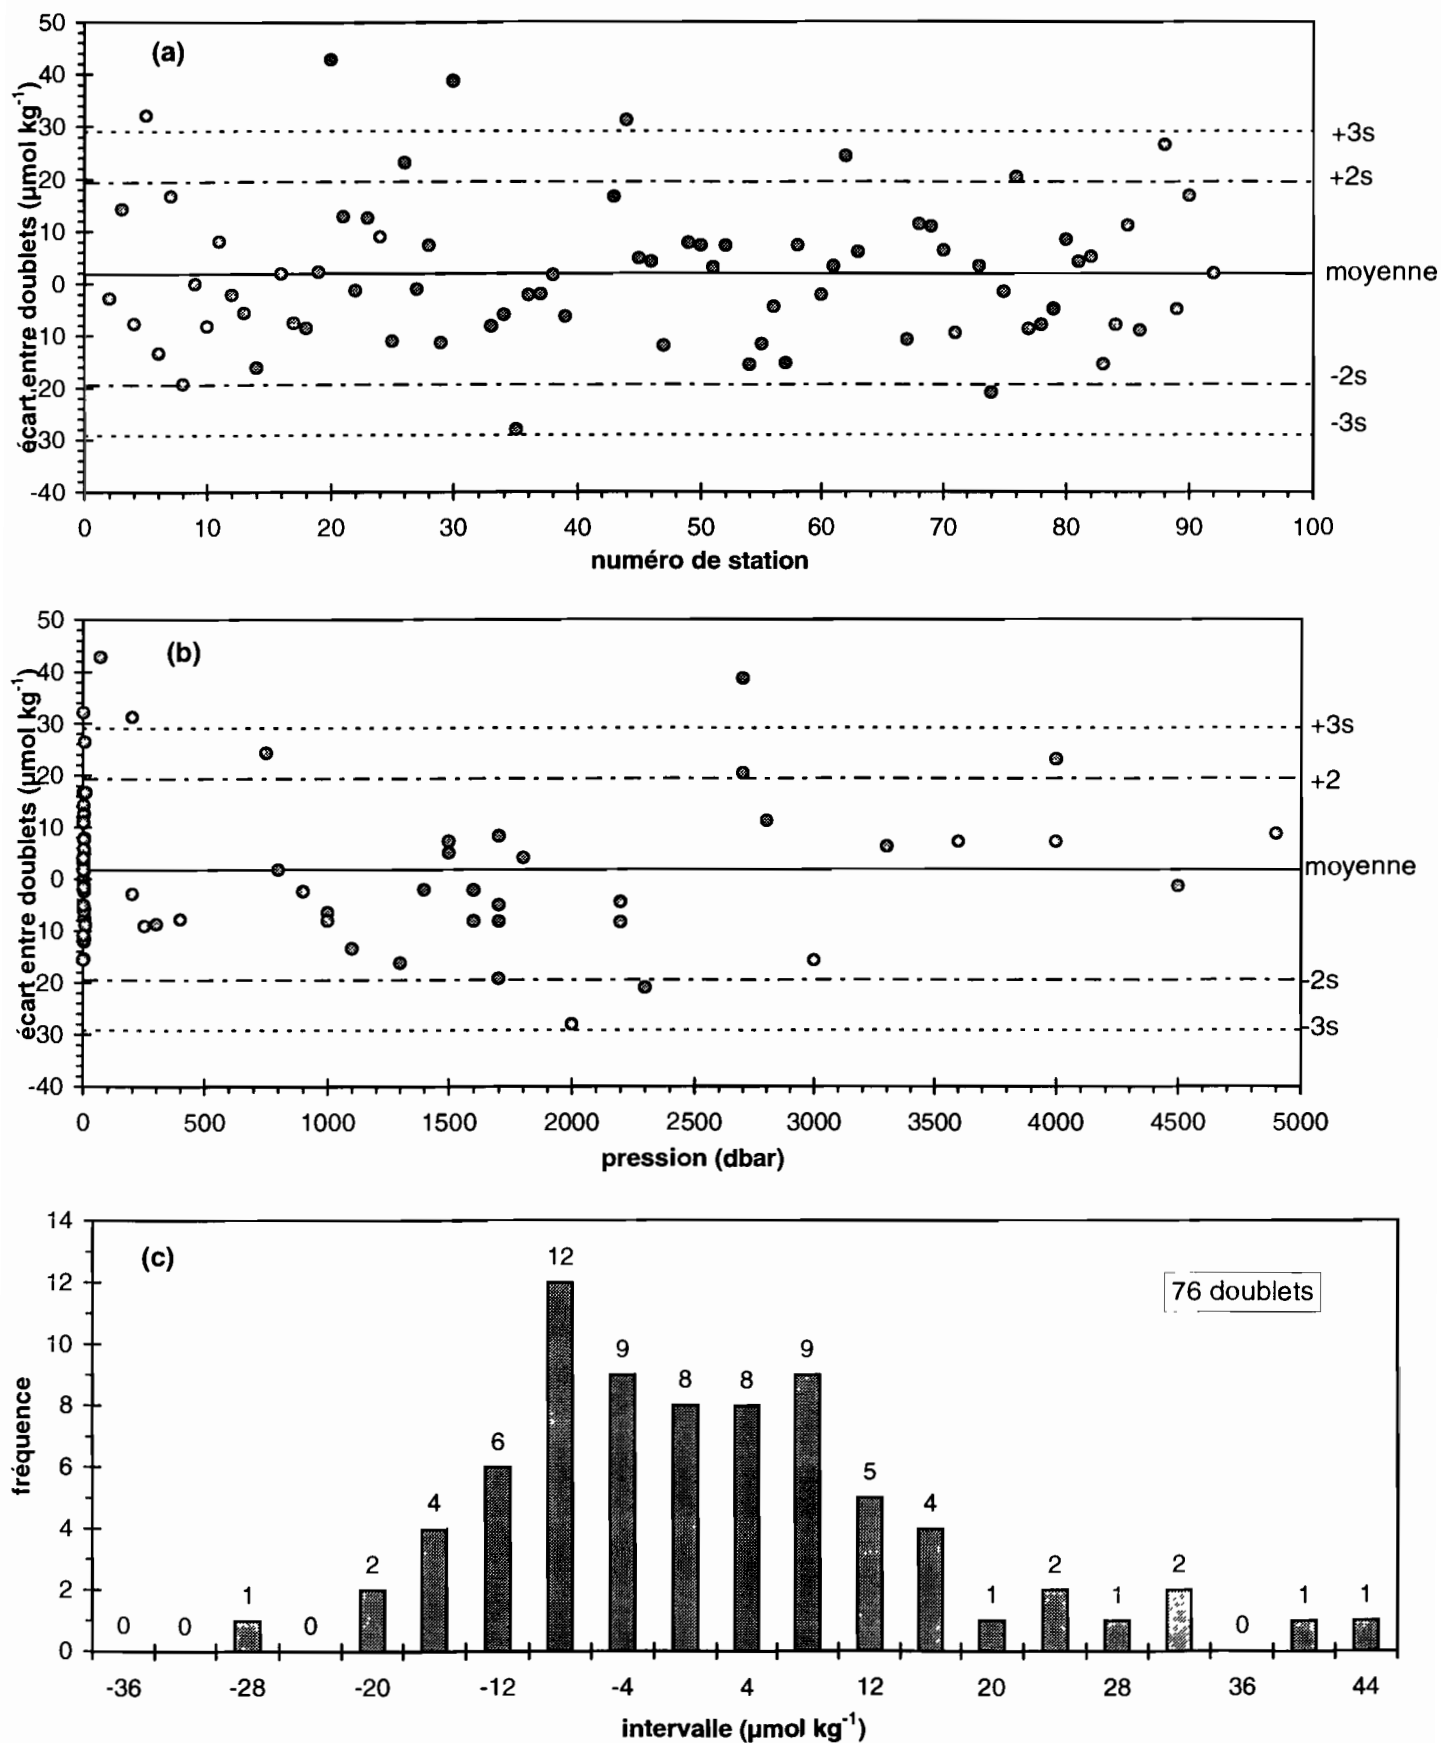 (a)
50
40
30
20
10
0
10
20
30
-40
écart entre doublets (µmol kg-1)
+3s
+2s
moyenne
-2s
-3s
0 10 20 30 40 50 60 70 80 90 100
numéro de station
(b)
50
40
30
20
10
0
10
20
30
-40
écart entre doublets (µmol kg-1)
+3s
+2
moyenne
-2s
-3s
0 500 1000 1500 2000 2500 3000 3500 4000 4500 5000
pression (dbar)
(c)
76 doublets
14
12
10
8
6
4
2
0
fréquence
0 0 1 0 2 4 6 12 9 8 8 9 5 4 1 2 1 2 0 1 1
-36 -28 -20 -12 -4 4 12 20 28 36 44
intervalle (µmol kg-1)